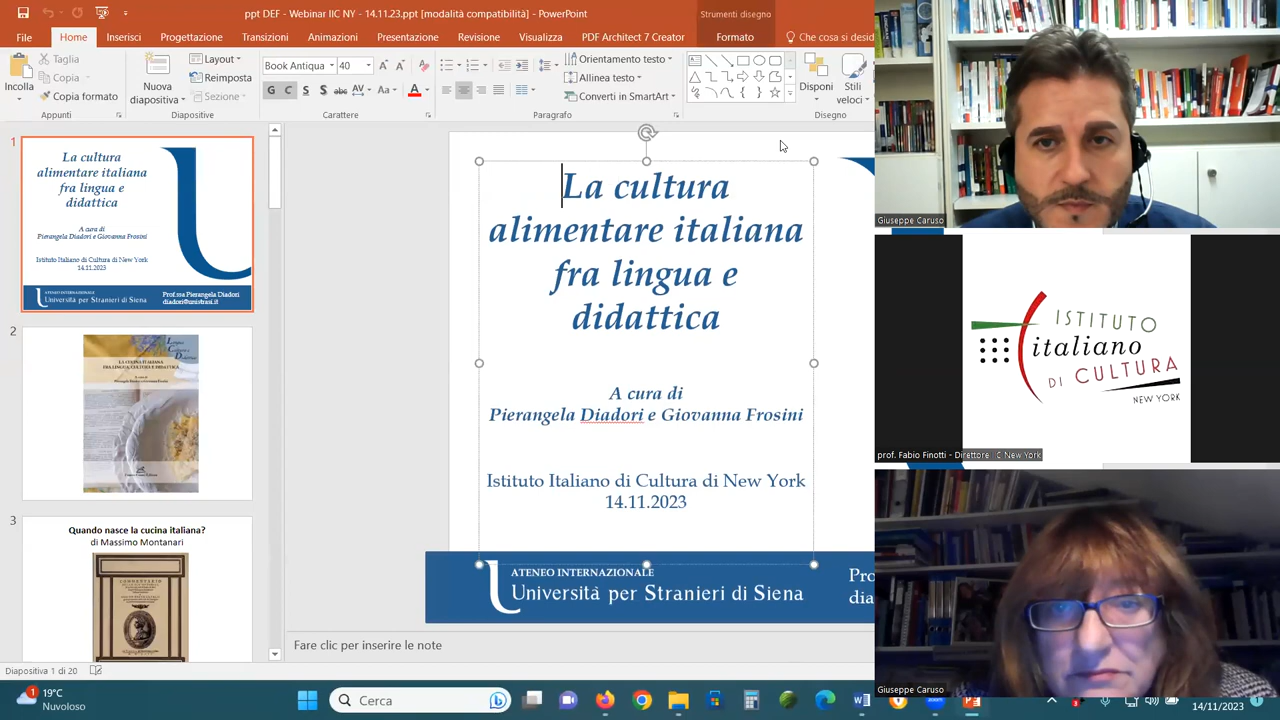 ppt DEF - Webinar IIC NY - 14.11.23.ppt [modalità compatibilità] - PowerPoint
Strumenti disegno
File
Home
Inserisci
Progettazione
Transizioni
Animazioni
Presentazione
Revisione
Visualizza
PDF Architect 7 Creator
Formato
Che cosa si desid
Incolla
Taglia
Copia
Copia formato
Appunti
Nuova
diapositiva
Layout
Reimposta
Sezione
Diapositive
Book Antiqua
40
G C S abc AV Aa A
Carattere
Orientamento testo
Allinea testo
Converti in SmartArt
Paragrafo
Disponi
Stili
veloci
Disegno
1
La cultura
alimentare italiana
fra lingua e
didattica
A cura di
Pierangela Diadori e Giovanna Frosini
Istituto Italiano di Cultura di New York
14.11.2023
ATENEO INTERNAZIONALE
Università per Stranieri di Siena
Prof.ssa Pierangela Diadori
diadori@unistrasi.it
2
LA CUCINA ITALIANA
FRA LINGUA, CULTURA E DIDATTICA
3
Quando nasce la cucina italiana?
di Massimo Montanari
La cultura
alimentare italiana
fra lingua e
didattica
A cura di
Pierangela Diadori e Giovanna Frosini
Istituto Italiano di Cultura di New York
14.11.2023
ATENEO INTERNAZIONALE
Università per Stranieri di Siena
Pro
dia
Fare clic per inserire le note
Diapositiva 1 di 20
1
19°C
Nuvoloso
Cerca
14/11/2023
Giuseppe Caruso
ISTITUTO
italiano
DI CULTURA
NEW YORK
prof. Fabio Finotti - Direttore IIC New York
Giuseppe Caruso